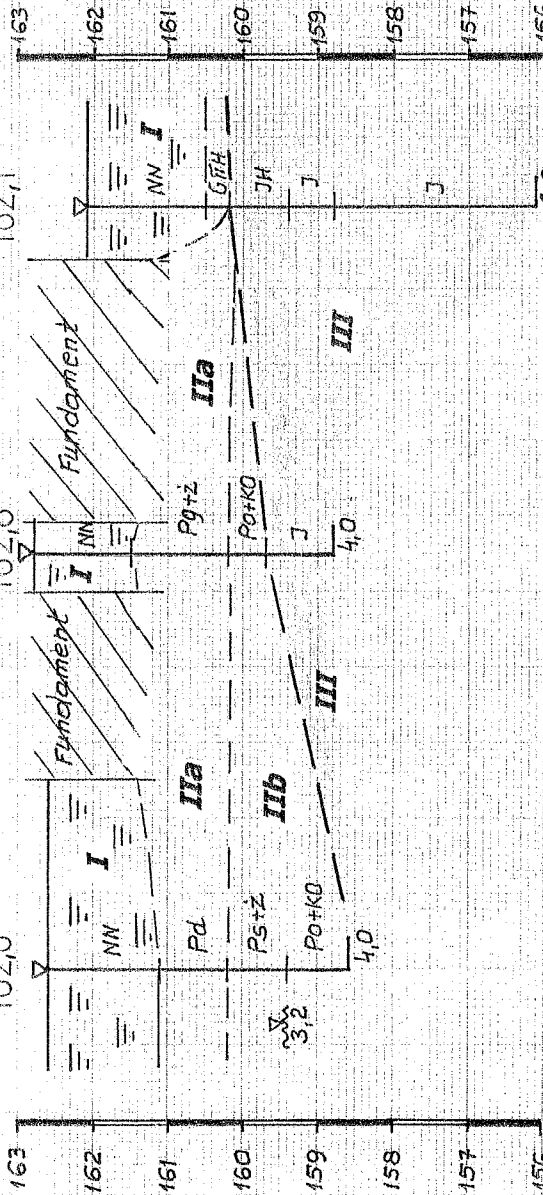 163
162
161
160
159
158
157
NN
I
Pd
IIa
Ps+ż
IIb
Po+KO
3,2
4,0
Fundament
NN
I
Pg+ż
Po+KO
J
4,0
III
Fundament
IIa
III
NN
I
GπH
JH
J
J
163
162
161
160
159
158
157